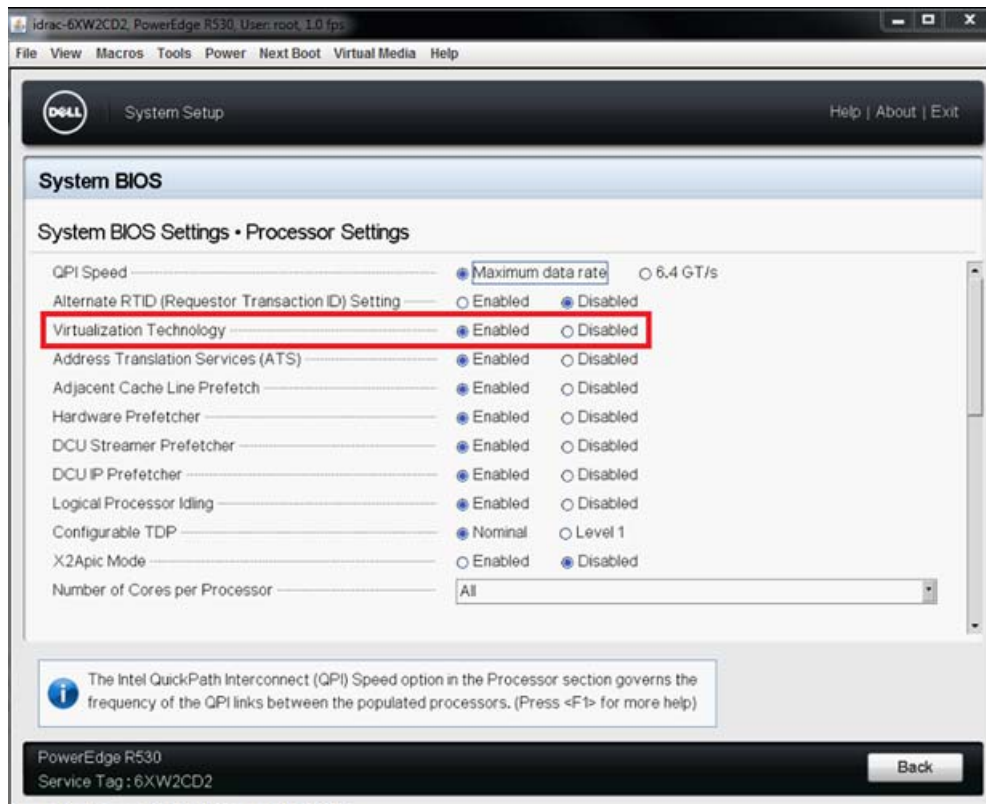 idrac-6XW2CD2, PowerEdge R530, User: root, 1.0 fps
File View Macros Tools Power Next Boot Virtual Media Help
DELL System Setup Help | About | Exit
System BIOS
System BIOS Settings • Processor Settings
QPI Speed Maximum data rate 6.4 GT/s
Alternate RTID (Requestor Transaction ID) Setting Enabled Disabled
Virtualization Technology Enabled Disabled
Address Translation Services (ATS) Enabled Disabled
Adjacent Cache Line Prefetch Enabled Disabled
Hardware Prefetcher Enabled Disabled
DCU Streamer Prefetcher Enabled Disabled
DCU IP Prefetcher Enabled Disabled
Logical Processor Idling Enabled Disabled
Configurable TDP Nominal Level 1
X2Apic Mode Enabled Disabled
Number of Cores per Processor All
The Intel QuickPath Interconnect (QPI) Speed option in the Processor section governs the
frequency of the QPI links between the populated processors. (Press <F1> for more help)
PowerEdge R530
Service Tag : 6XW2CD2 Back